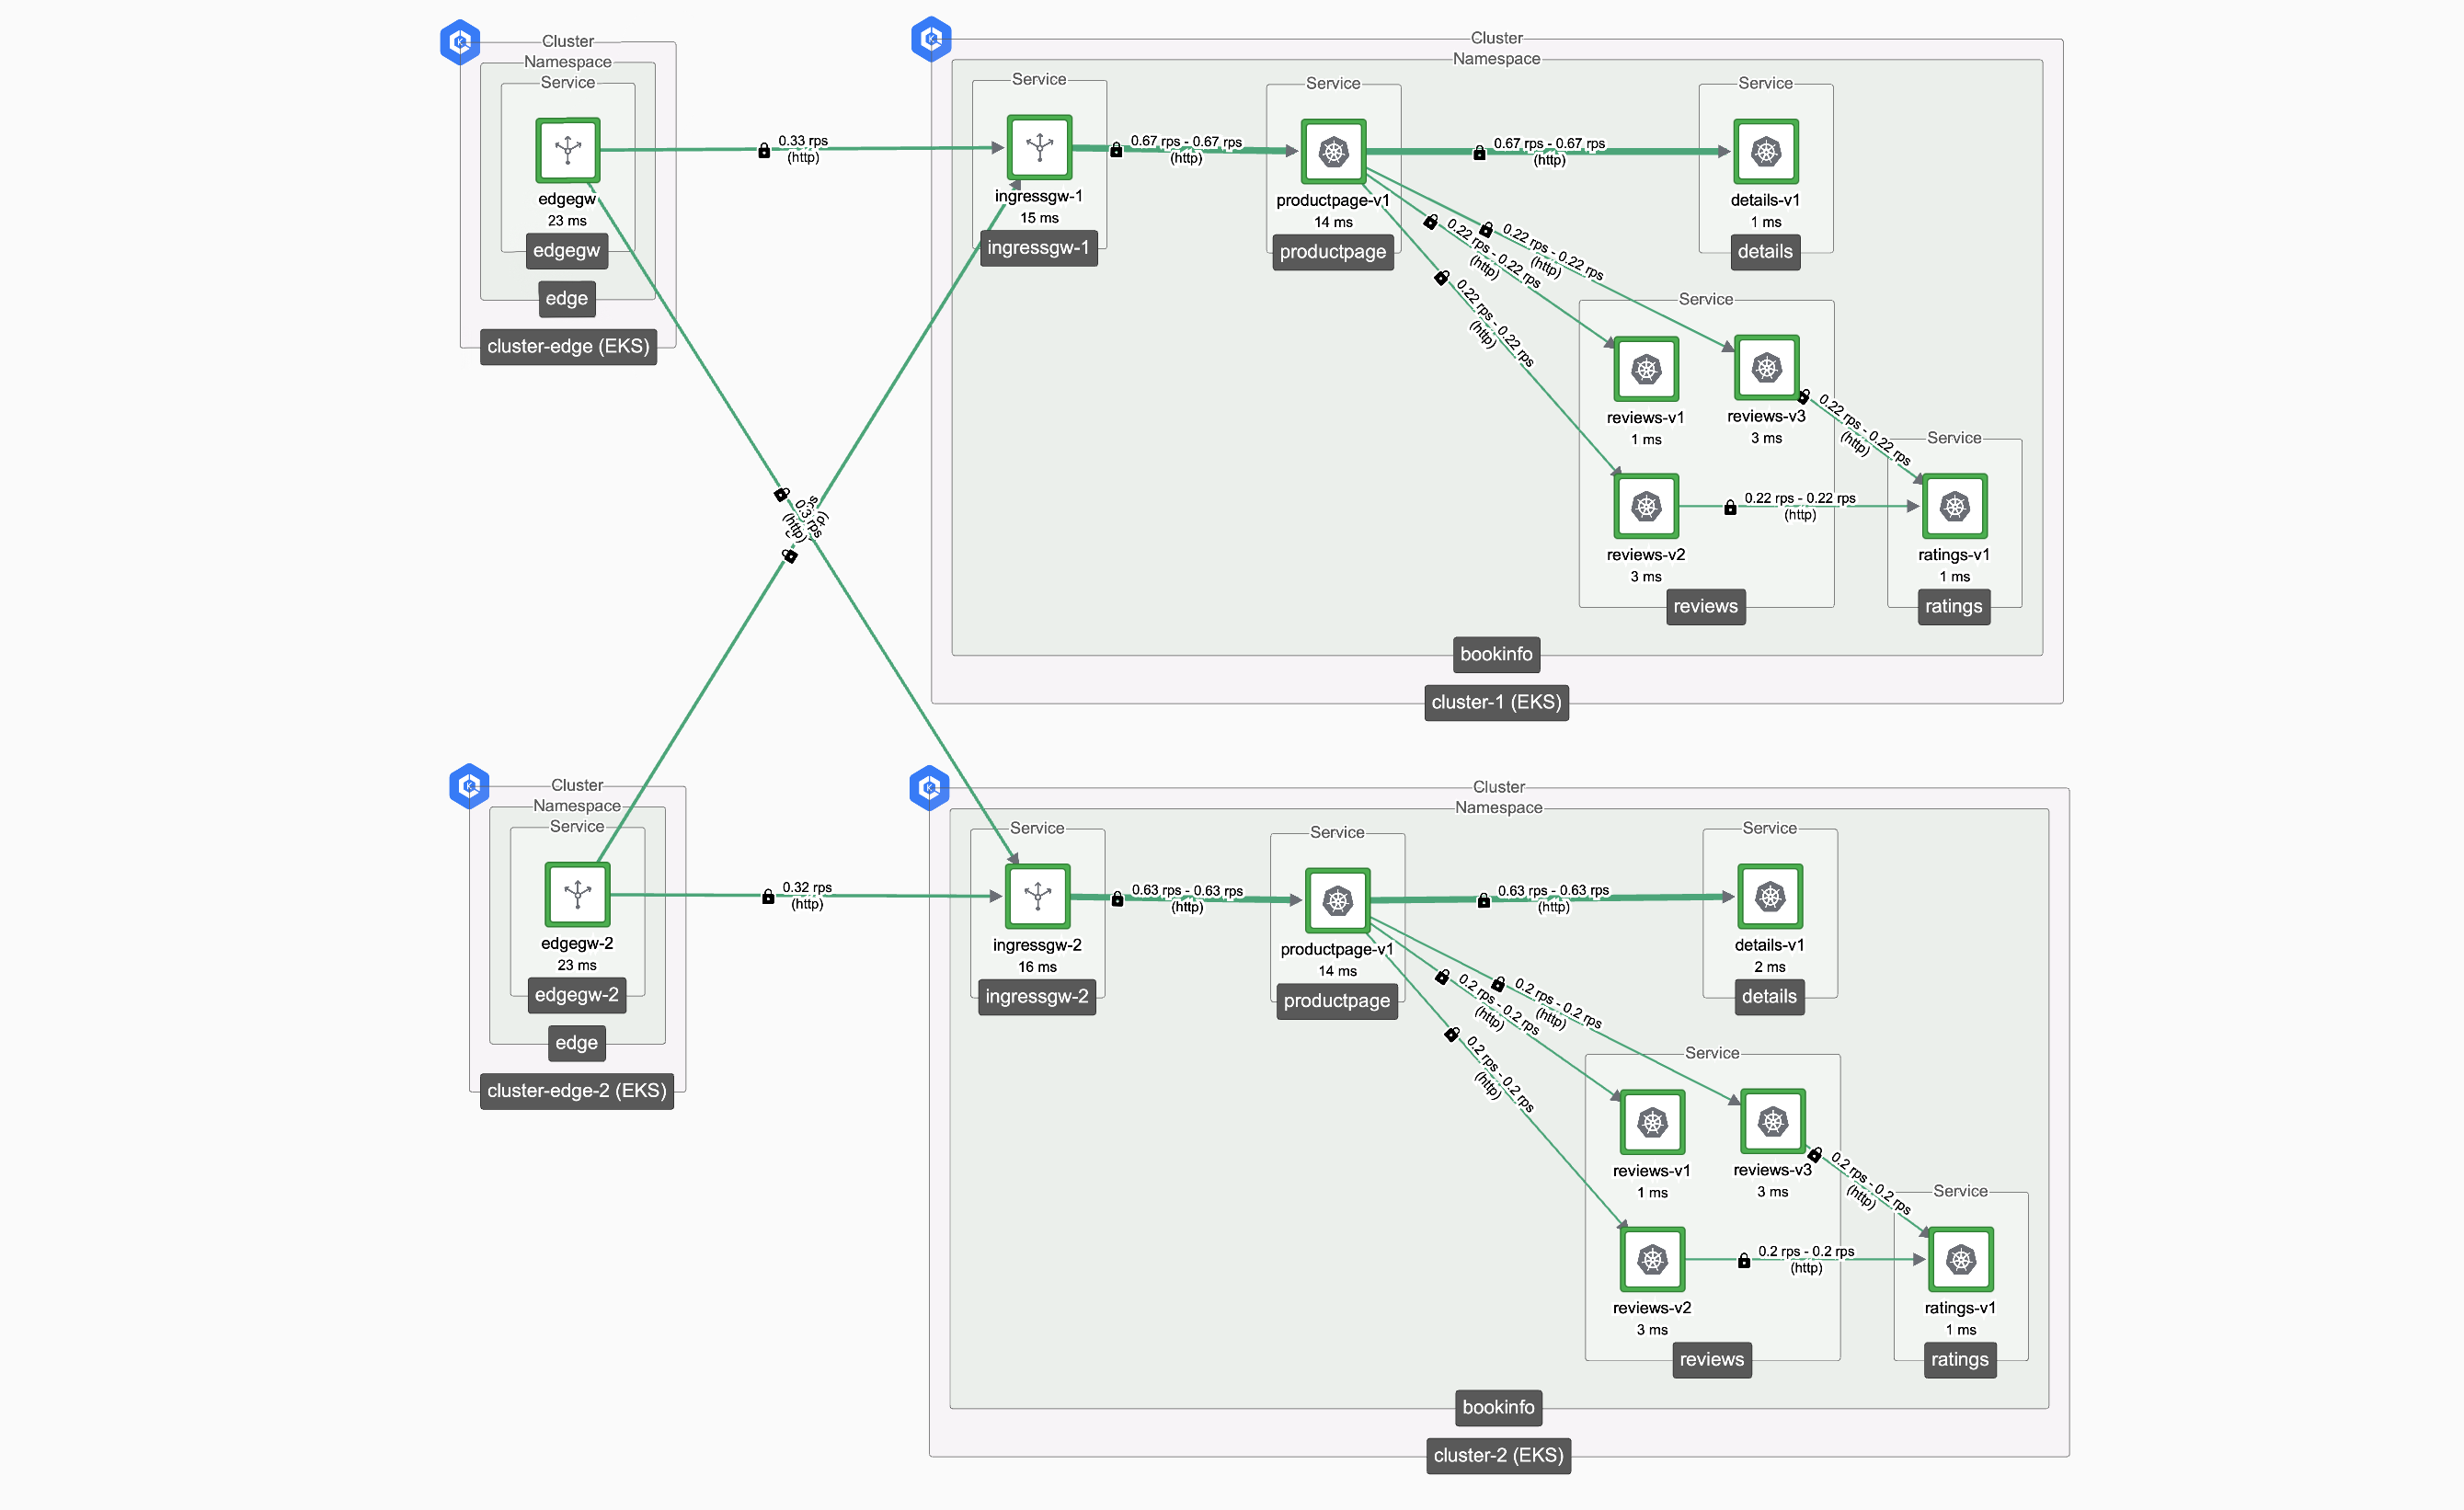 Cluster
Namespace
Service
edgegw
23 ms
edgegw
edge
cluster-edge (EKS)
0.33 rps
(http)
Cluster
Namespace
Service
ingressgw-1
15 ms
ingressgw-1
0.67 rps - 0.67 rps
(http)
Service
productpage-v1
14 ms
productpage
0.67 rps - 0.67 rps
(http)
Service
details-v1
1 ms
details
0.22 rps - 0.22 rps
(http)
0.22 rps - 0.22 rps
(http)
0.22 rps - 0.22 rps
(http)
Service
reviews-v1
1 ms
reviews-v3
3 ms
reviews-v2
3 ms
reviews
0.22 rps - 0.22 rps
(http)
0.22 rps - 0.22 rps
(http)
Service
ratings-v1
1 ms
ratings
bookinfo
cluster-1 (EKS)
rps
(http)
Cluster
Namespace
Service
edgegw-2
23 ms
edgegw-2
edge
cluster-edge-2 (EKS)
0.32 rps
(http)
Cluster
Namespace
Service
ingressgw-2
16 ms
ingressgw-2
0.63 rps - 0.63 rps
(http)
Service
productpage-v1
14 ms
productpage
0.63 rps - 0.63 rps
(http)
Service
details-v1
2 ms
details
0.2 rps - 0.2 rps
(http)
0.2 rps - 0.2 rps
(http)
0.2 rps - 0.2 rps
(http)
Service
reviews-v1
1 ms
reviews-v3
3 ms
reviews-v2
3 ms
reviews
0.2 rps - 0.2 rps
(http)
0.2 rps - 0.2 rps
(http)
Service
ratings-v1
1 ms
ratings
bookinfo
cluster-2 (EKS)